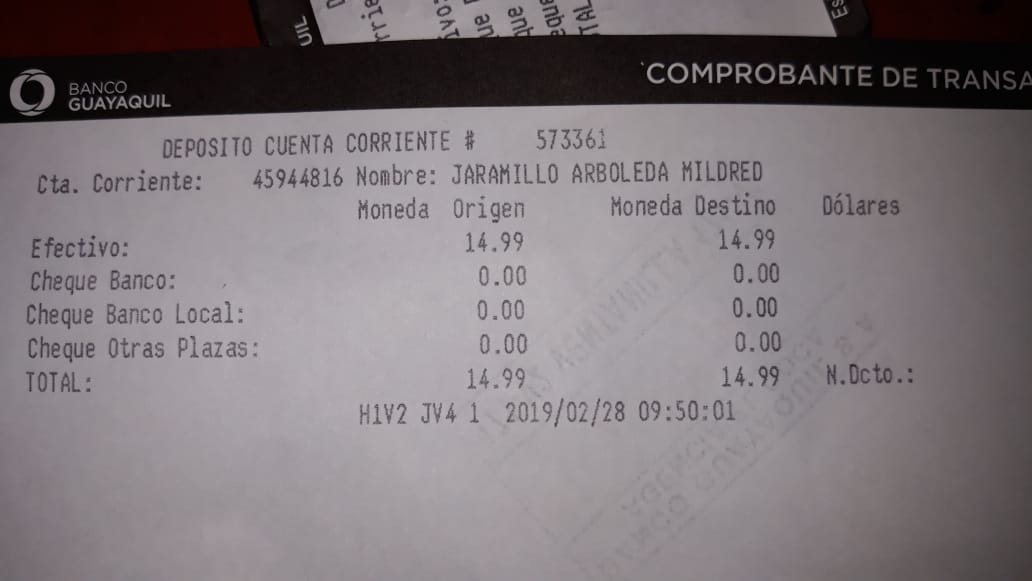 BANCO
GUAYAQUIL
COMPROBANTE DE TRANSA
DEPOSITO CUENTA CORRIENTE # 573361
Cta. Corriente: 45944816 Nombre: JARAMILLO ARBOLEDA MILDRED
Moneda Origen Moneda Destino Dólares
Efectivo: 14.99 14.99
Cheque Banco: 0.00 0.00
Cheque Banco Local: 0.00 0.00
Cheque Otras Plazas: 0.00 0.00
TOTAL: 14.99 14.99 N.Dcto.:
H1V2 JV4 1 2019/02/28 09:50:01